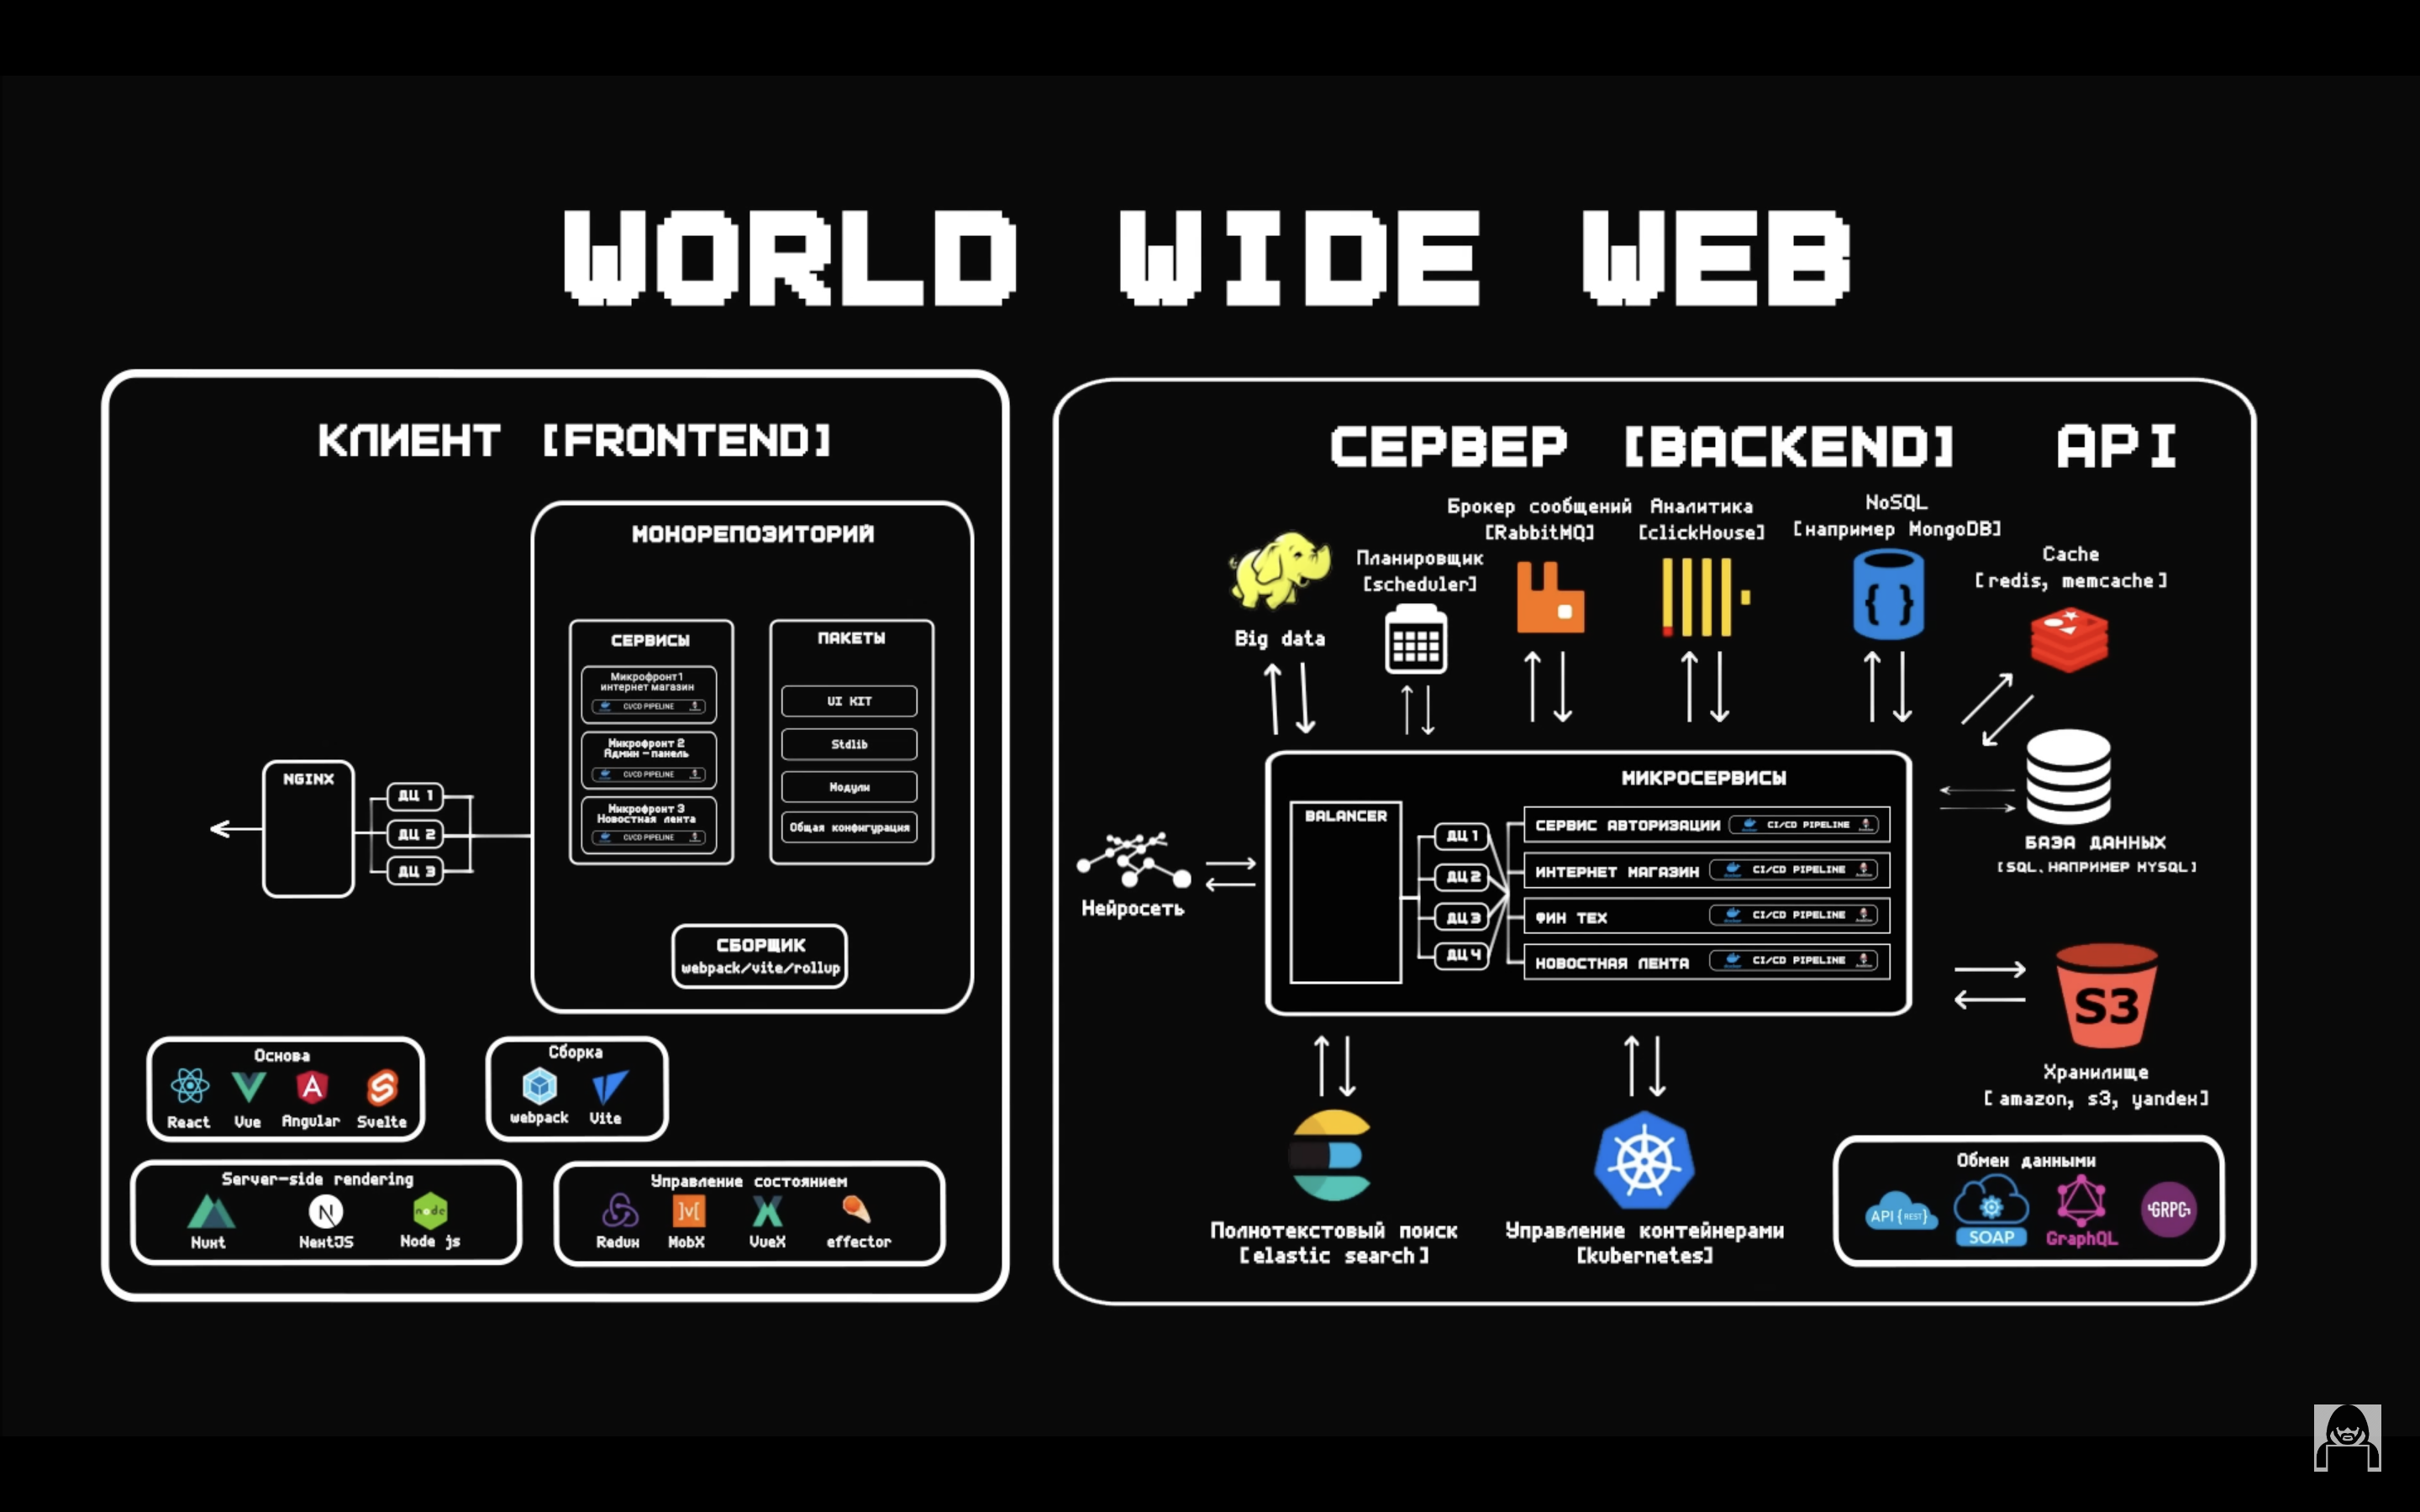 WORLD WIDE WEB
КЛИЕНТ [FRONTEND]
МОНОРЕПОЗИТОРИЙ
СЕРВИСЫ
Микрофронт1
интернет магазин
CI/CD PIPELINE
Микрофронт 2
Админ-панель
CI/CD PIPELINE
Микрофронт 3
Новостная лента
CI/CD PIPELINE
ПАКЕТЫ
UI KIT
Stdlib
Модули
Общая конфигурация
NGINX
ДЦ 1
ДЦ 2
ДЦ 3
СБОРЩИК
webpack/vite/rollup
Основа
React Vue Angular Svelte
Сборка
webpack Vite
Server-side rendering
Nuxt NextJS Node js
Управление состоянием
Redux MobX VueX effector
СЕРВЕР [BACKEND] API
Big data
Планировщик
[scheduler]
Брокер сообщений
[RabbitMQ]
Аналитика
[clickHouse]
NoSQL
[например MongoDB]
Cache
[redis, memcache]
МИКРОСЕРВИСЫ
BALANCER
ДЦ 1
ДЦ 2
ДЦ 3
ДЦ 4
СЕРВИС АВТОРИЗАЦИИ CI/CD PIPELINE
ИНТЕРНЕТ МАГАЗИН CI/CD PIPELINE
ФИН ТЕХ CI/CD PIPELINE
НОВОСТНАЯ ЛЕНТА CI/CD PIPELINE
Нейросеть
БАЗА ДАННЫХ
[SQL, НАПРИМЕР MYSQL]
S3
Хранилище
[amazon, s3, yandex]
Полнотекстовый поиск
[elastic search]
Управление контейнерами
[kubernetes]
Обмен данными
API {REST}
SOAP
GraphQL
GRPC